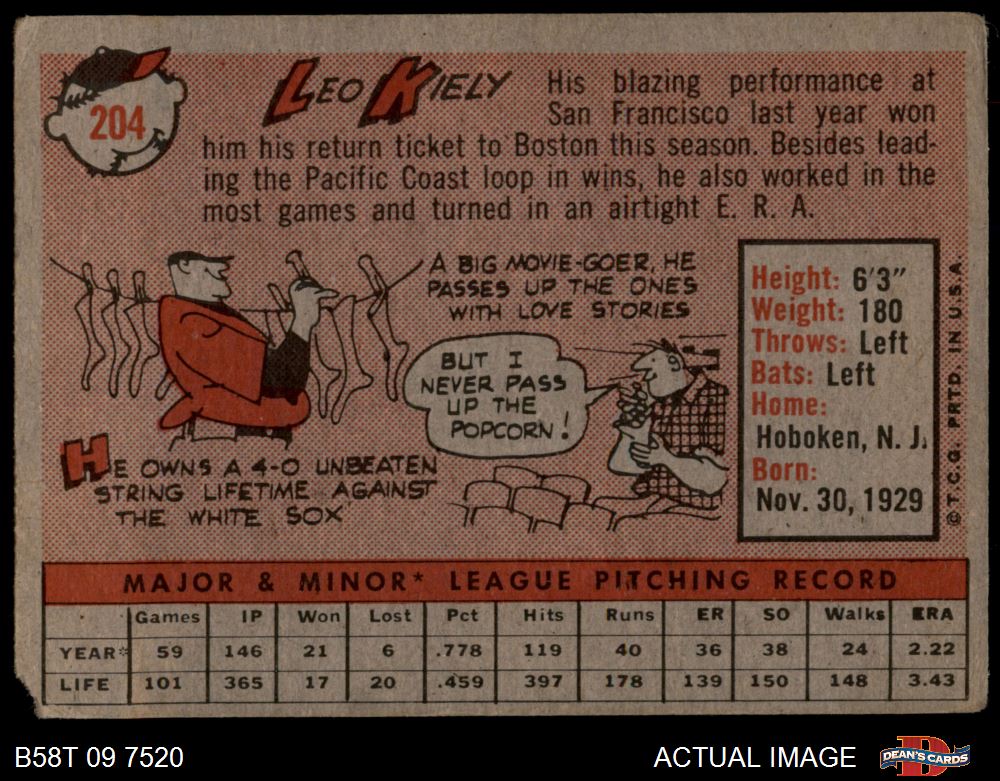 204
LEO KIELY
His blazing performance at
San Francisco last year won
him his return ticket to Boston this season. Besides lead-
ing the Pacific Coast loop in wins, he also worked in the
most games and turned in an airtight E. R. A.
A BIG MOVIE-GOER, HE
PASSES UP THE ONES
WITH LOVE STORIES
BUT I
NEVER PASS
UP THE
POPCORN!
HE OWNS A 4-0 UNBEATEN
STRING LIFETIME AGAINST
THE WHITE SOX
Height: 6'3"
Weight: 180
Throws: Left
Bats: Left
Home:
Hoboken, N. J.
Born:
Nov. 30, 1929
©T.C.G. PRTD. IN U.S.A.
MAJOR & MINOR* LEAGUE PITCHING RECORD
Games IP Won Lost Pct Hits Runs ER SO Walks ERA
YEAR* 59 146 21 6 .778 119 40 36 38 24 2.22
LIFE 101 365 17 20 .459 397 178 139 150 148 3.43
B58T 09 7520
ACTUAL IMAGE
D
DEAN'S CARDS